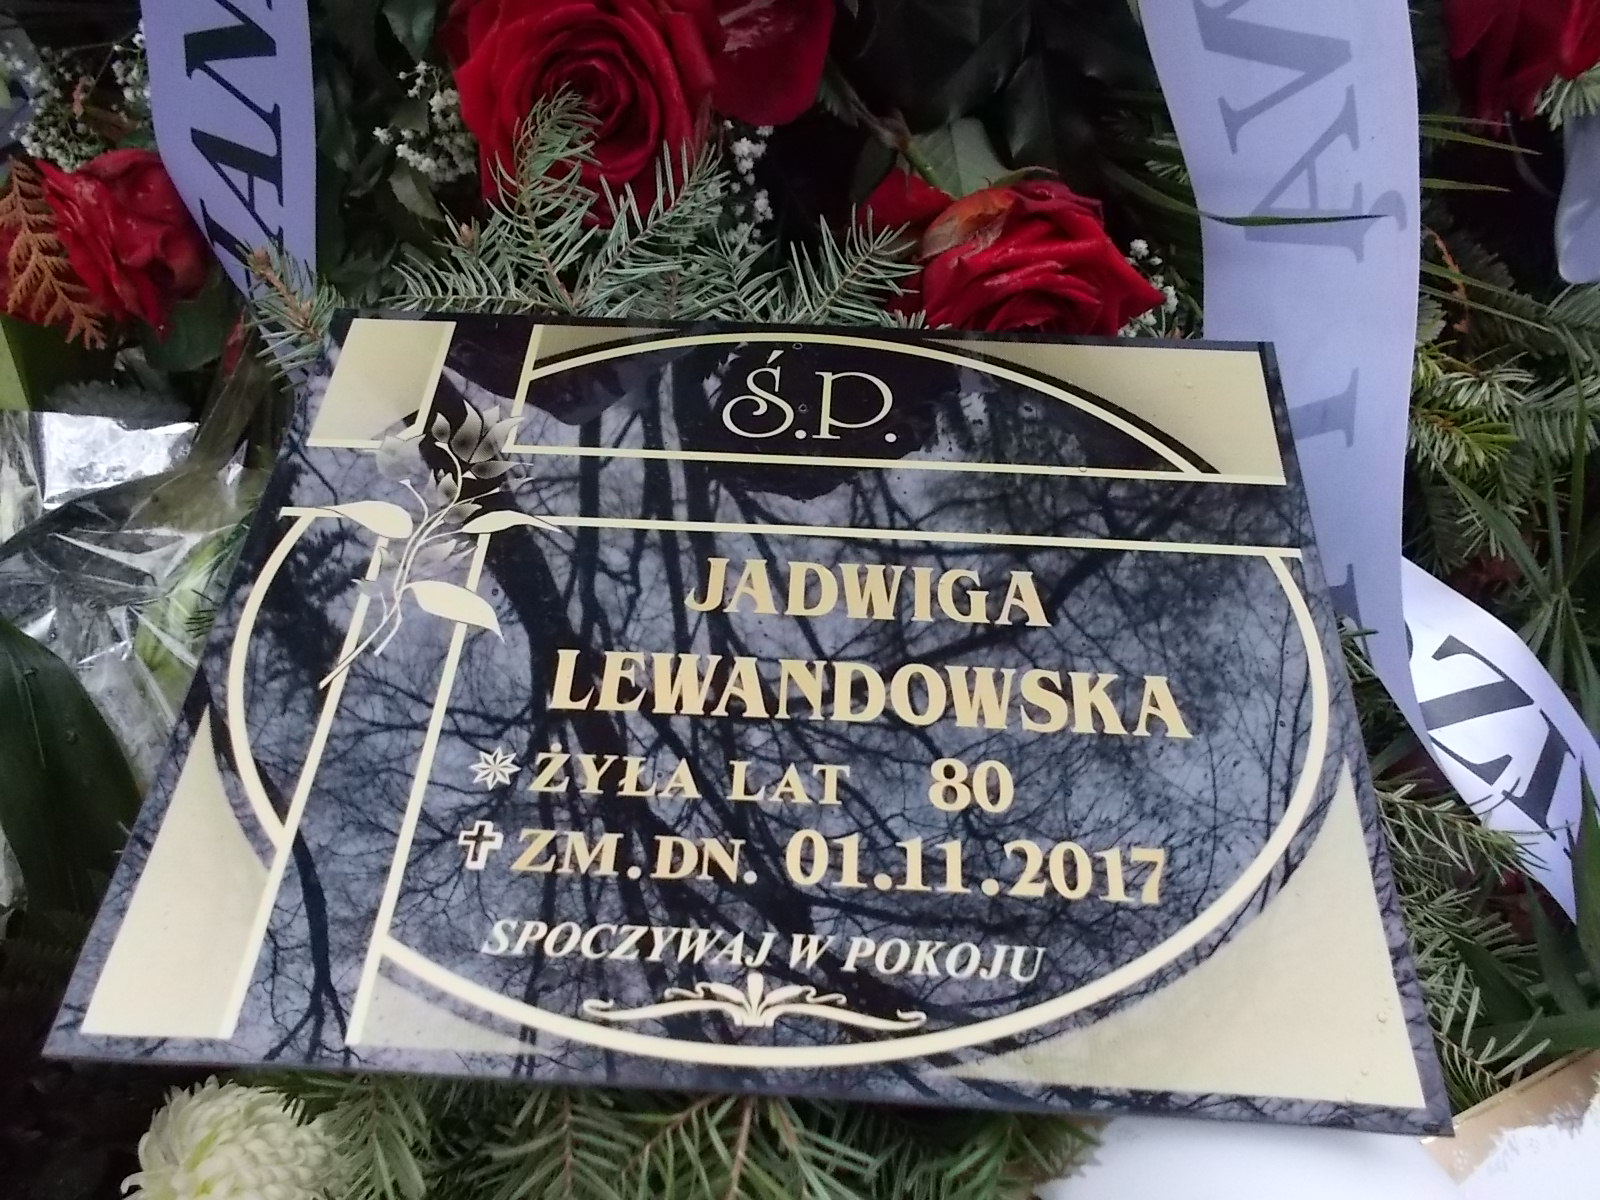 Ś.P.
JADWIGA
LEWANDOWSKA
ŻYŁA LAT 80
ZM.DN. 01.11.2017
SPOCZYWAJ W POKOJU